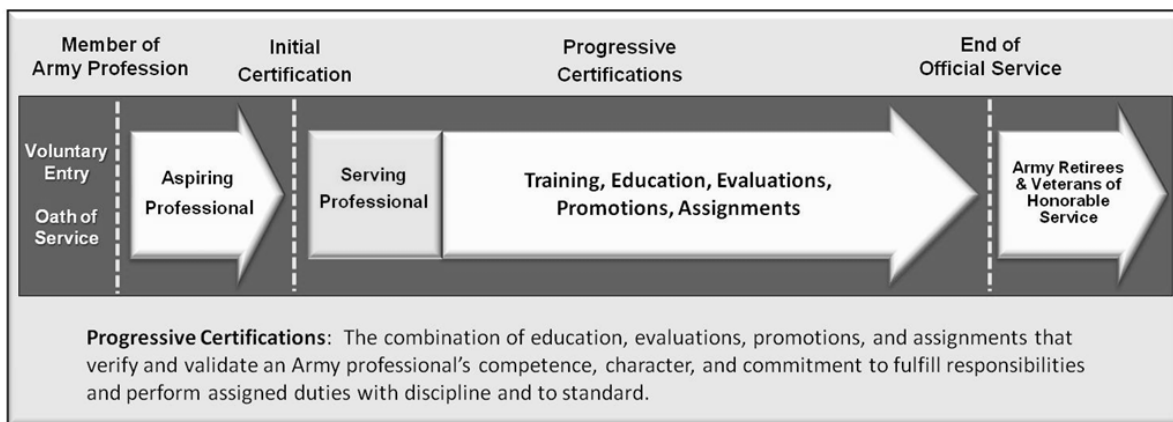 Member of
Army Profession
Initial
Certification
Progressive
Certifications
End of
Official Service
Voluntary
Entry
Oath of
Service
Aspiring
Professional
Serving
Professional
Training, Education, Evaluations,
Promotions, Assignments
Army Retirees
& Veterans of
Honorable
Service
Progressive Certifications: The combination of education, evaluations, promotions, and assignments that
verify and validate an Army professional's competence, character, and commitment to fulfill responsibilities
and perform assigned duties with discipline and to standard.